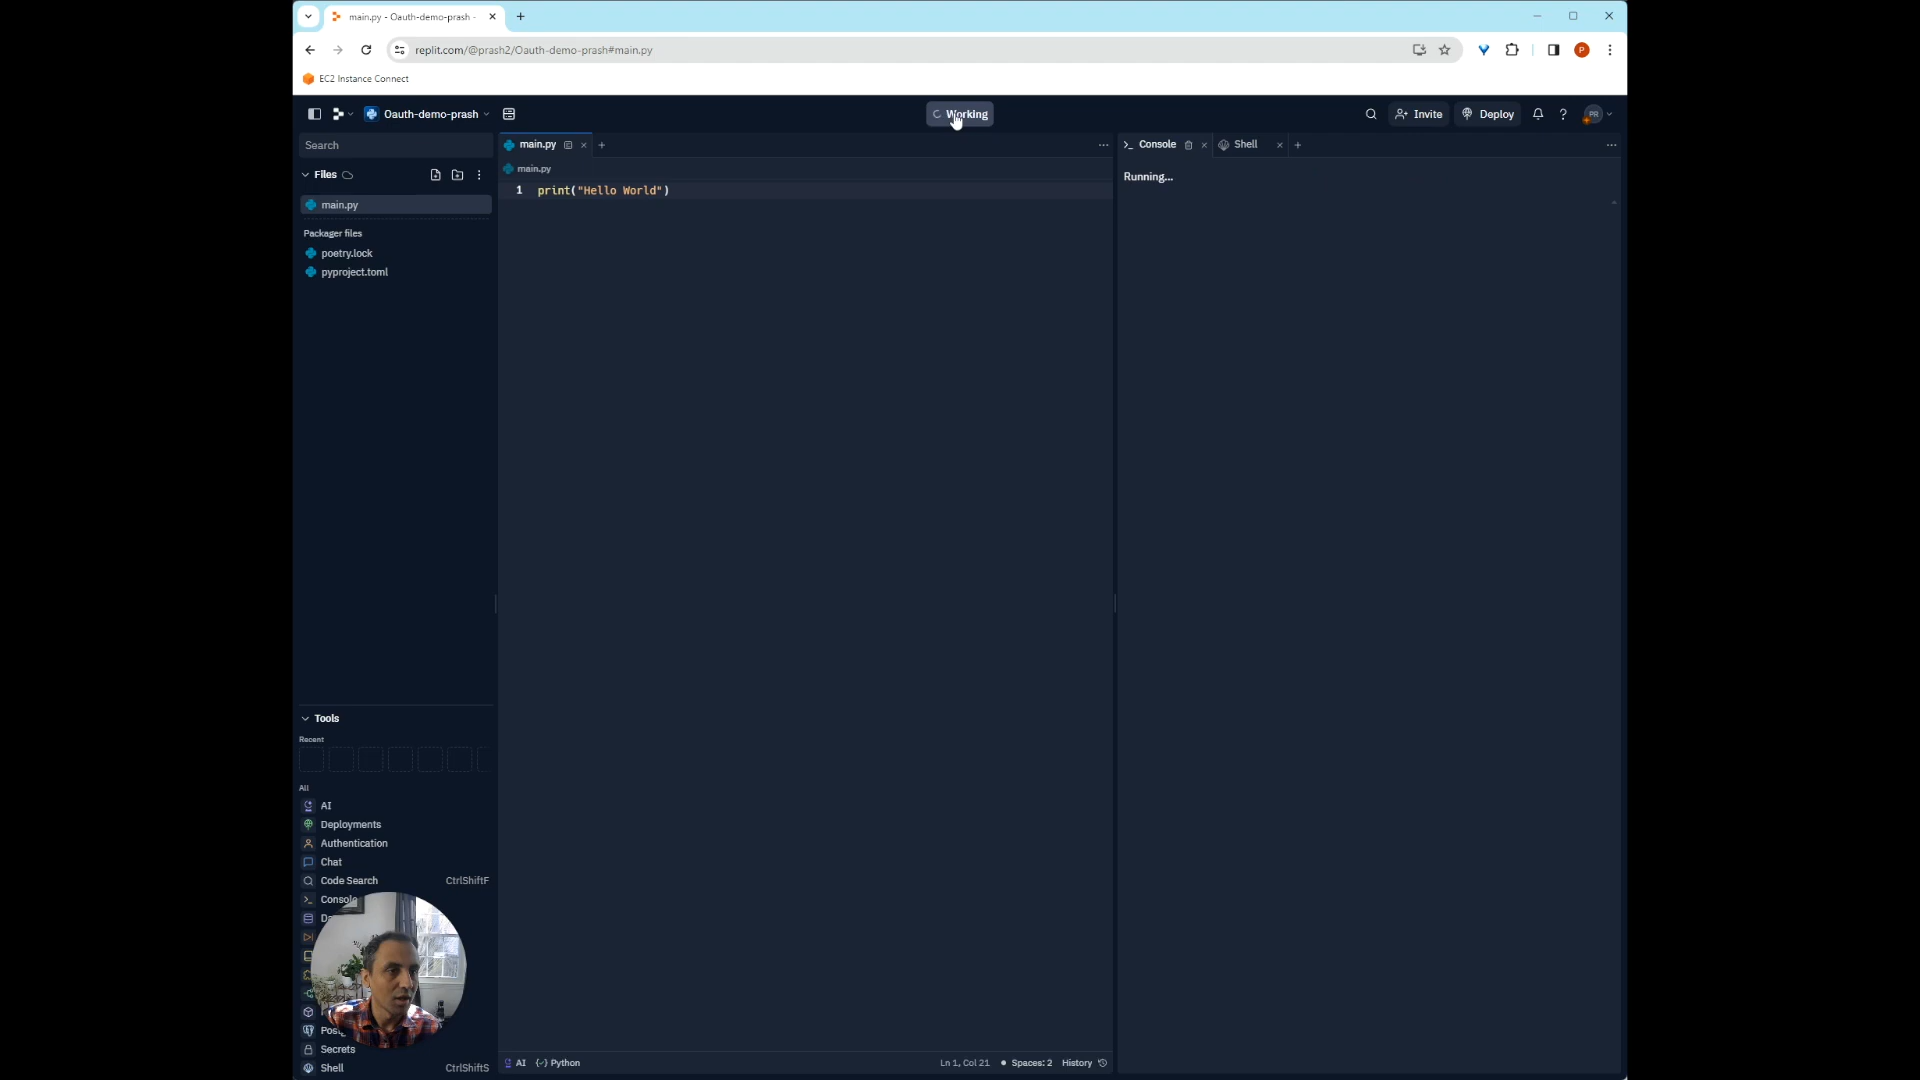 main.py - Oauth-demo-prash -
replit.com/@prash2/Oauth-demo-prash#main.py
P
EC2 Instance Connect
Oauth-demo-prash
Working
Invite
Deploy
?
PR
Search
main.py
Console
Shell
Files
main.py
Running...
1 print("Hello World")
main.py
Packager files
poetry.lock
pyproject.toml
Tools
Recent
All
AI
Deployments
Authentication
Chat
Code Search CtrlShiftF
Console
Secrets
Shell CtrlShiftS
AI
Python
Ln 1, Col 21
Spaces: 2
History